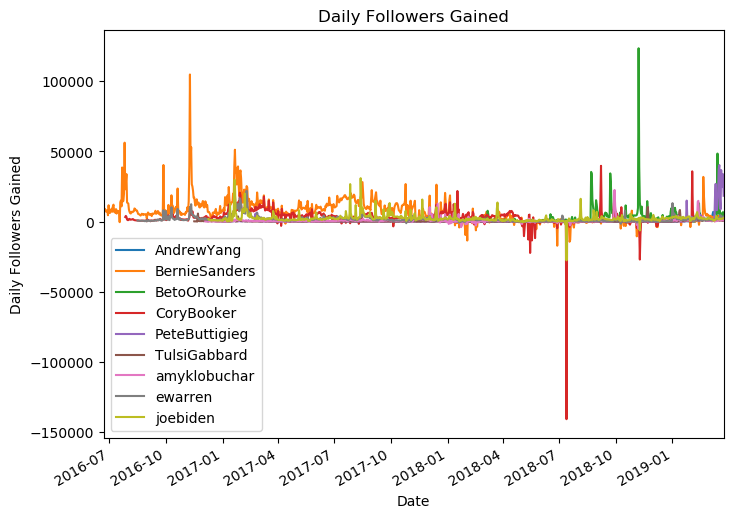 Daily Followers Gained
Daily Followers Gained
100000
50000
0
−50000
−100000
−150000
AndrewYang
BernieSanders
BetoORourke
CoryBooker
PeteButtigieg
TulsiGabbard
amyklobuchar
ewarren
joebiden
2016-07
2016-10
2017-01
2017-04
2017-07
2017-10
2018-01
2018-04
2018-07
2018-10
2019-01
Date